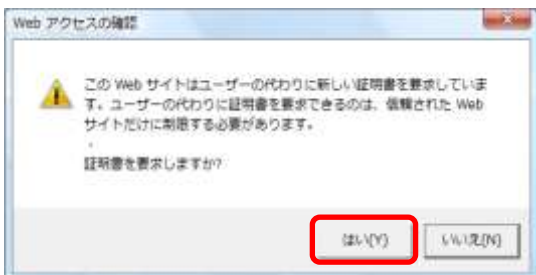 Web アクセスの確認
この Web サイトはユーザーの代わりに新しい証明書を要求していま
す。ユーザーの代わりに証明書を要求できるのは、信頼された Web
サイトだけに制限する必要があります。
.
証明書を要求しますか?
はい(Y)
いいえ(N)